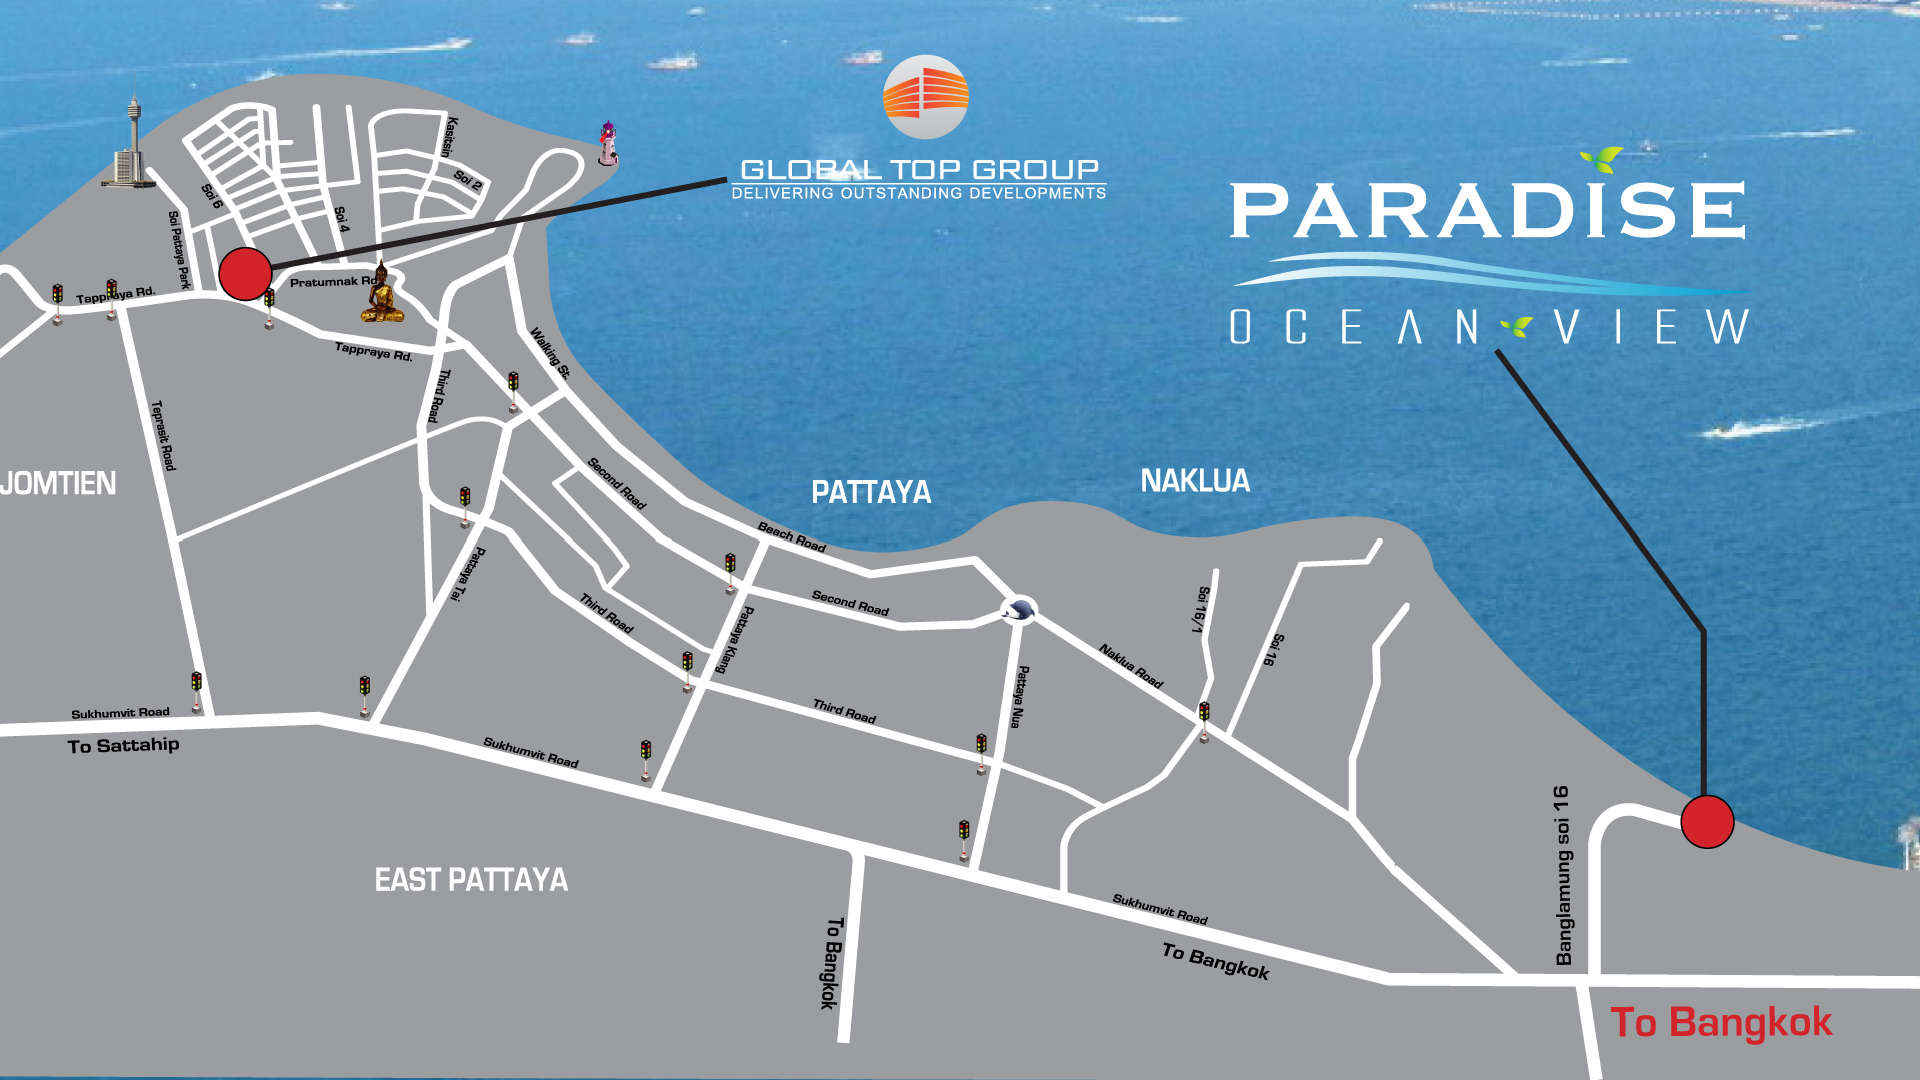 GLOBAL TOP GROUP
DELIVERING OUTSTANDING DEVELOPMENTS
PARADISE
OCEAN VIEW
Kasitsin
Soi 2
Soi 6
Soi 4
Soi Pattaya Park
Pratumnak Rd.
Tappraya Rd.
Tappraya Rd.
Walking St.
Third Road
Teprasit Road
JOMTIEN
PATTAYA
NAKLUA
Second Road
Beach Road
Pattaya Tai
Third Road
Second Road
Pattaya Klang
Soi 16/1
Soi 16
Naklua Road
Pattaya Nua
Third Road
Sukhumvit Road
To Sattahip
Sukhumvit Road
Banglamung soi 16
EAST PATTAYA
To Bangkok
Sukhumvit Road
To Bangkok
To Bangkok